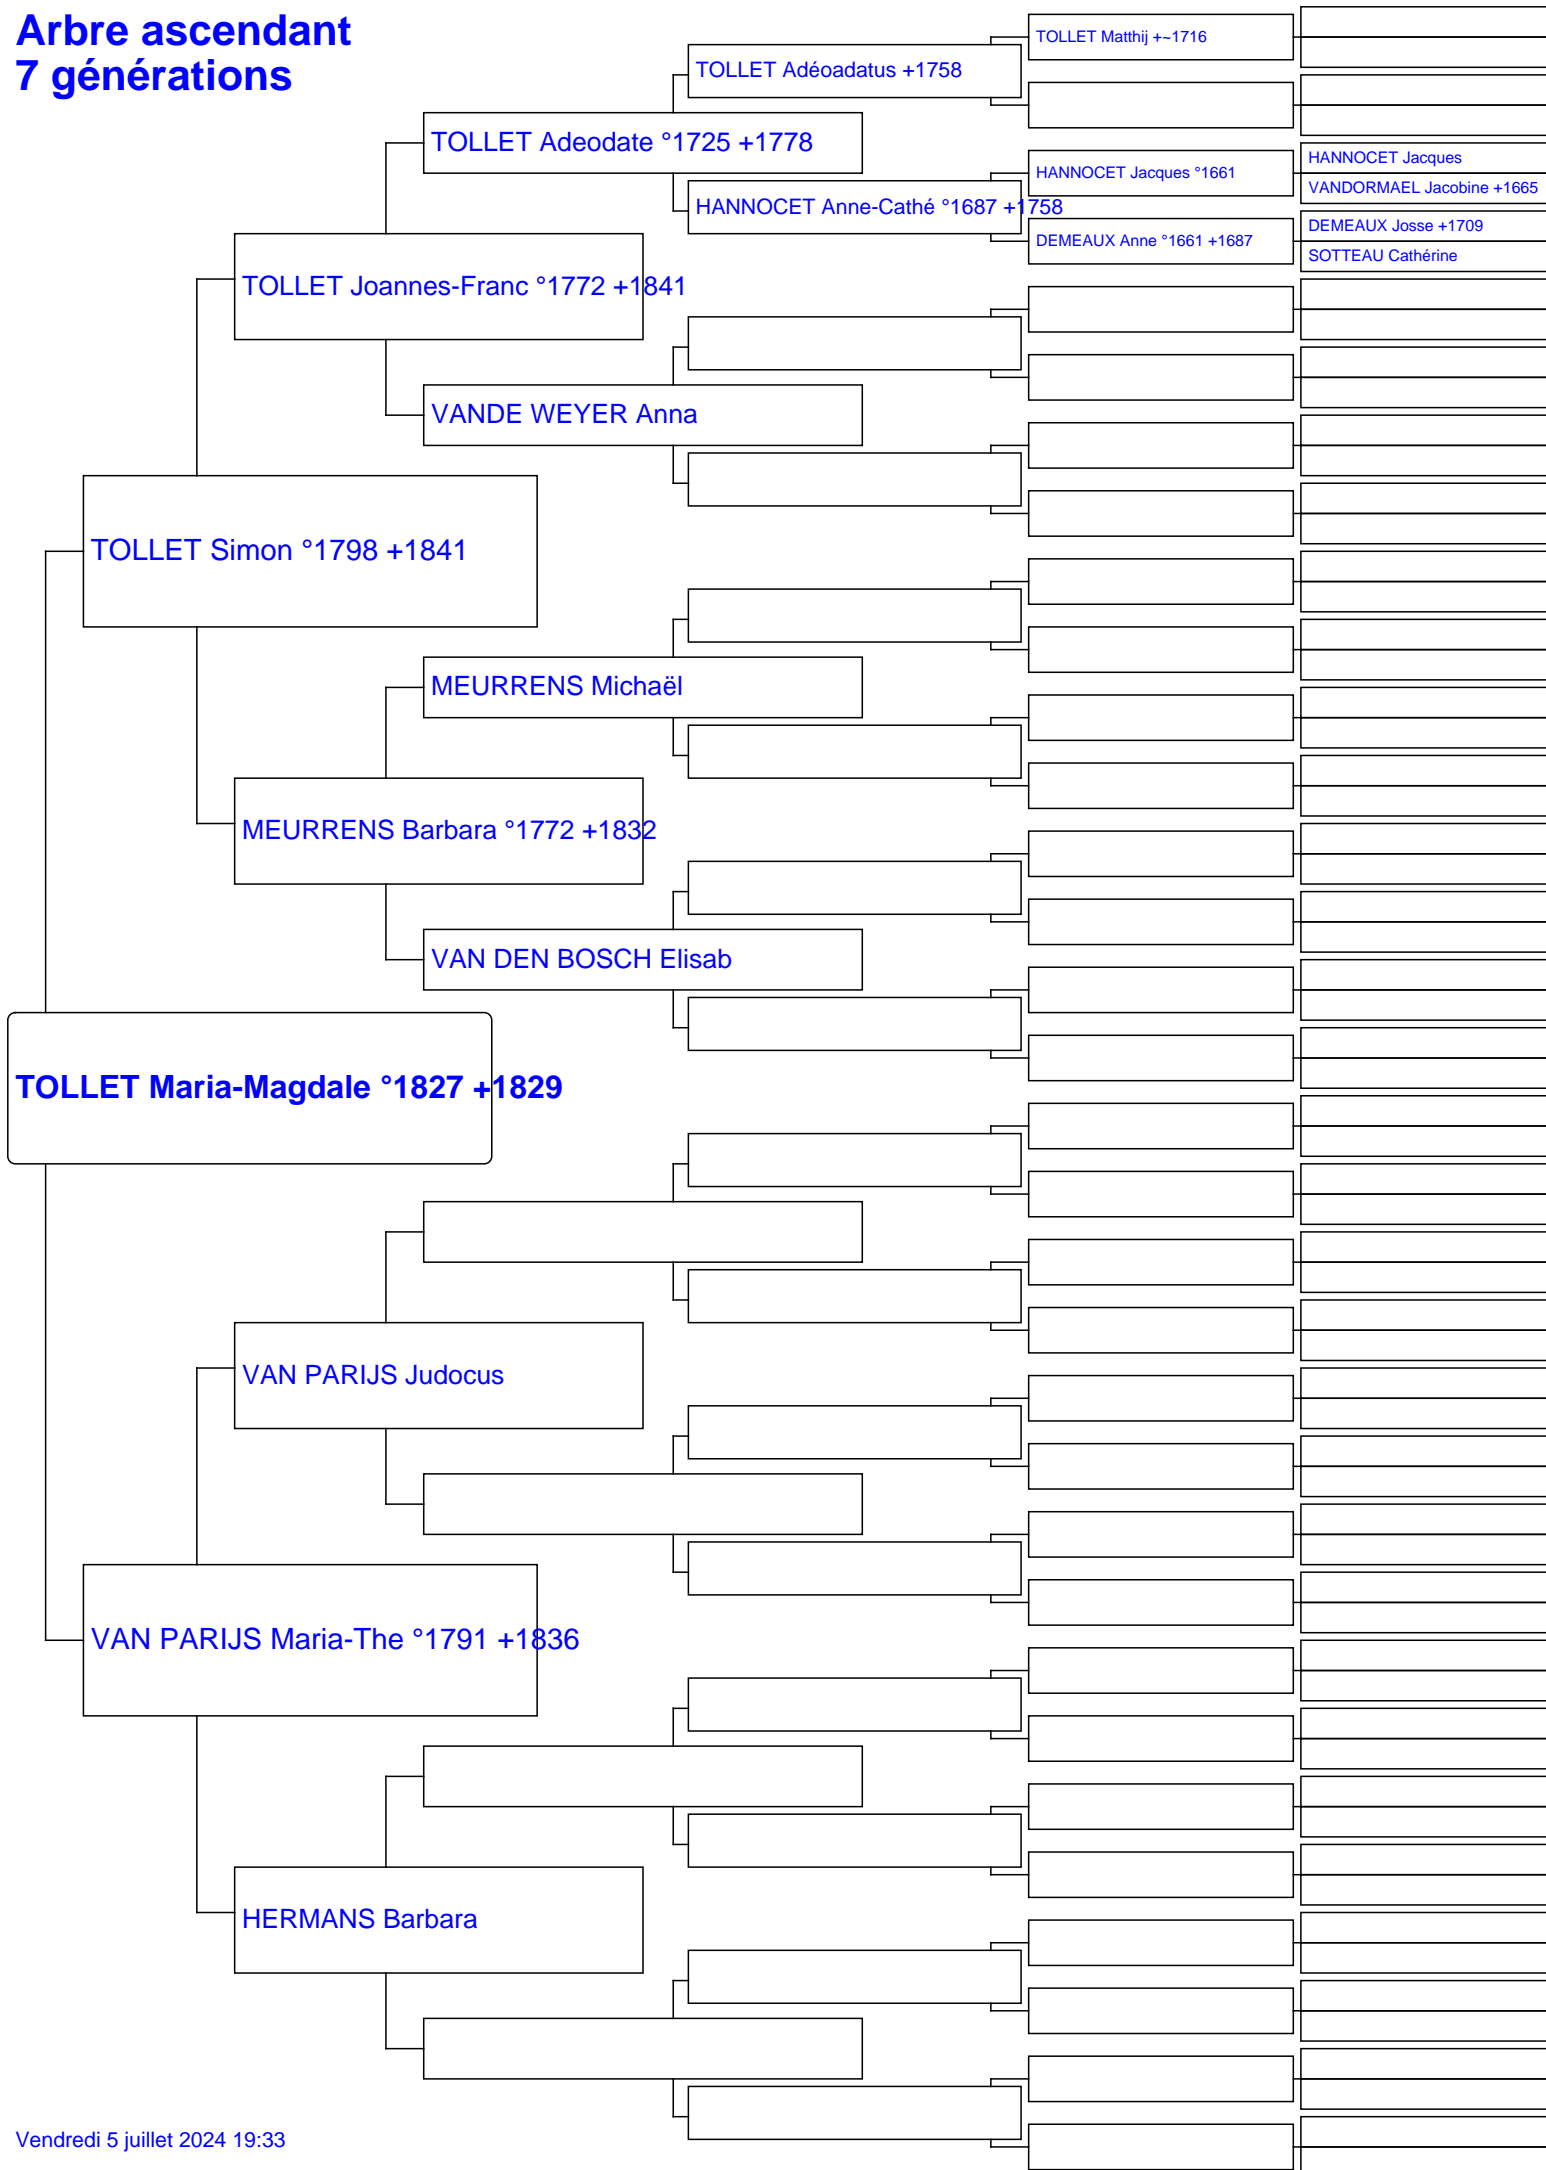 Arbre ascendant
7 générations
TOLLET Matthij +~1716
TOLLET Adéoadatus +1758
TOLLET Adeodate °1725 +1778
HANNOCET Jacques
HANNOCET Jacques °1661
VANDORMAEL Jacobine +1665
HANNOCET Anne-Cathé °1687 +1758
DEMEAUX Josse +1709
DEMEAUX Anne °1661 +1687
SOTTEAU Cathérine
TOLLET Joannes-Franc °1772 +1841
VANDE WEYER Anna
TOLLET Simon °1798 +1841
MEURRENS Michaël
MEURRENS Barbara °1772 +1832
VAN DEN BOSCH Elisab
TOLLET Maria-Magdale °1827 +1829
VAN PARIJS Judocus
VAN PARIJS Maria-The °1791 +1836
HERMANS Barbara
Vendredi 5 juillet 2024 19:33